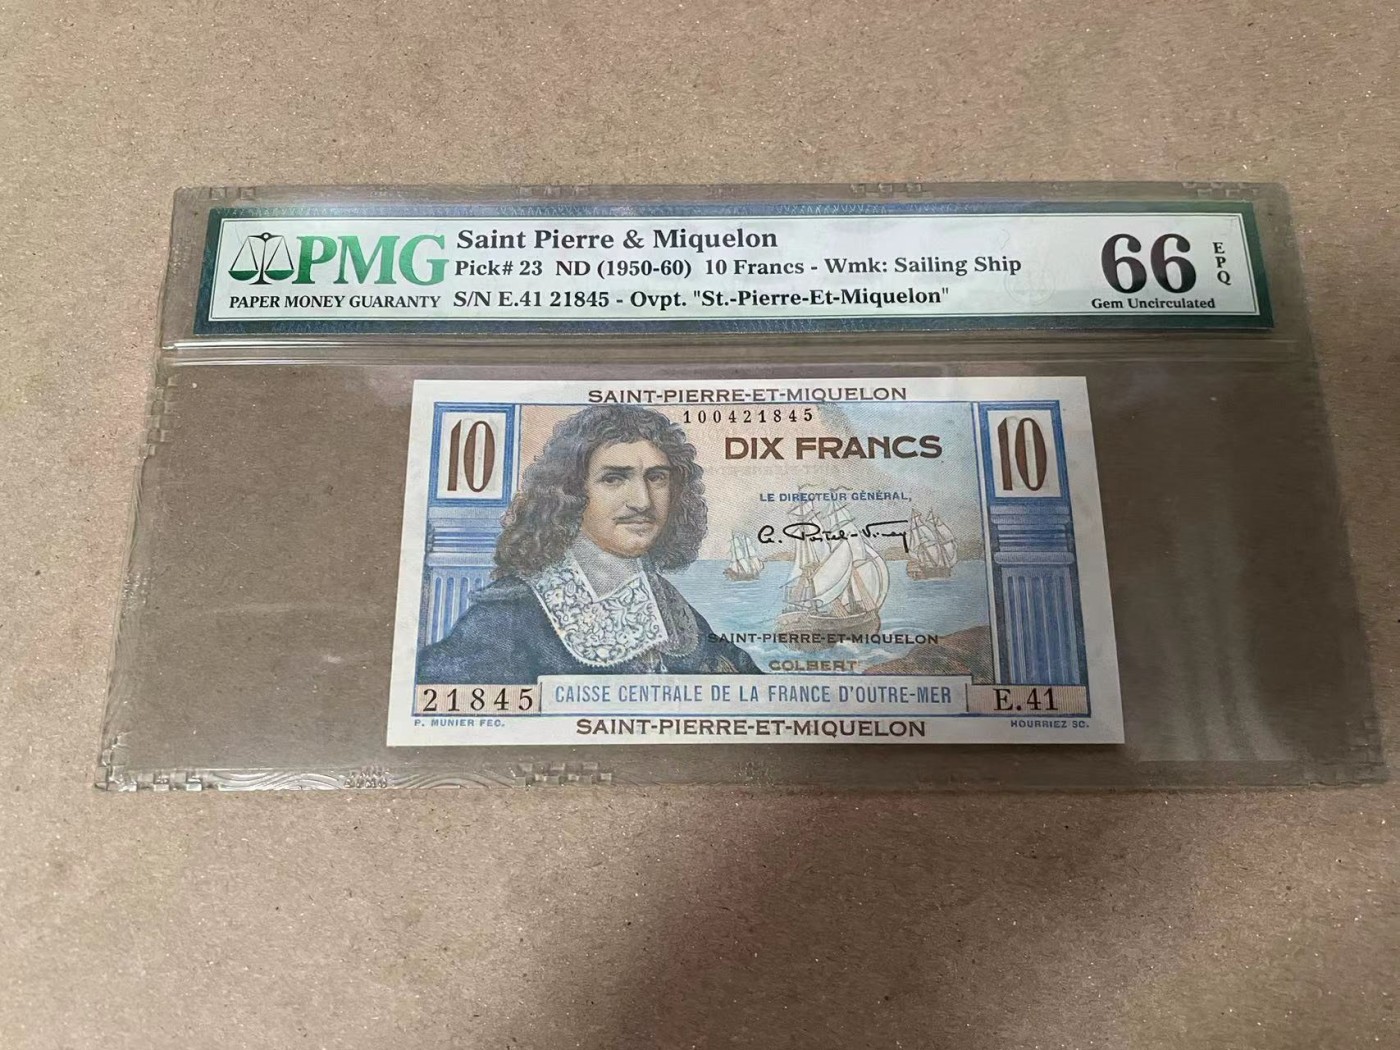 PMG
PAPER MONEY GUARANTY
Saint Pierre & Miquelon
Pick# 23 ND (1950-60) 10 Francs - Wmk: Sailing Ship
S/N E.41 21845 - Ovpt. "St.-Pierre-Et-Miquelon"
66
EPQ
Gem Uncirculated
SAINT-PIERRE-ET-MIQUELON
100421845
10
DIX FRANCS
10
LE DIRECTEUR GÉNÉRAL,
SAINT-PIERRE-ET-MIQUELON
COLBERT
21845
CAISSE CENTRALE DE LA FRANCE D'OUTRE-MER
E.41
P. MUNIER FEC.
SAINT-PIERRE-ET-MIQUELON
HOURRIEZ SC.